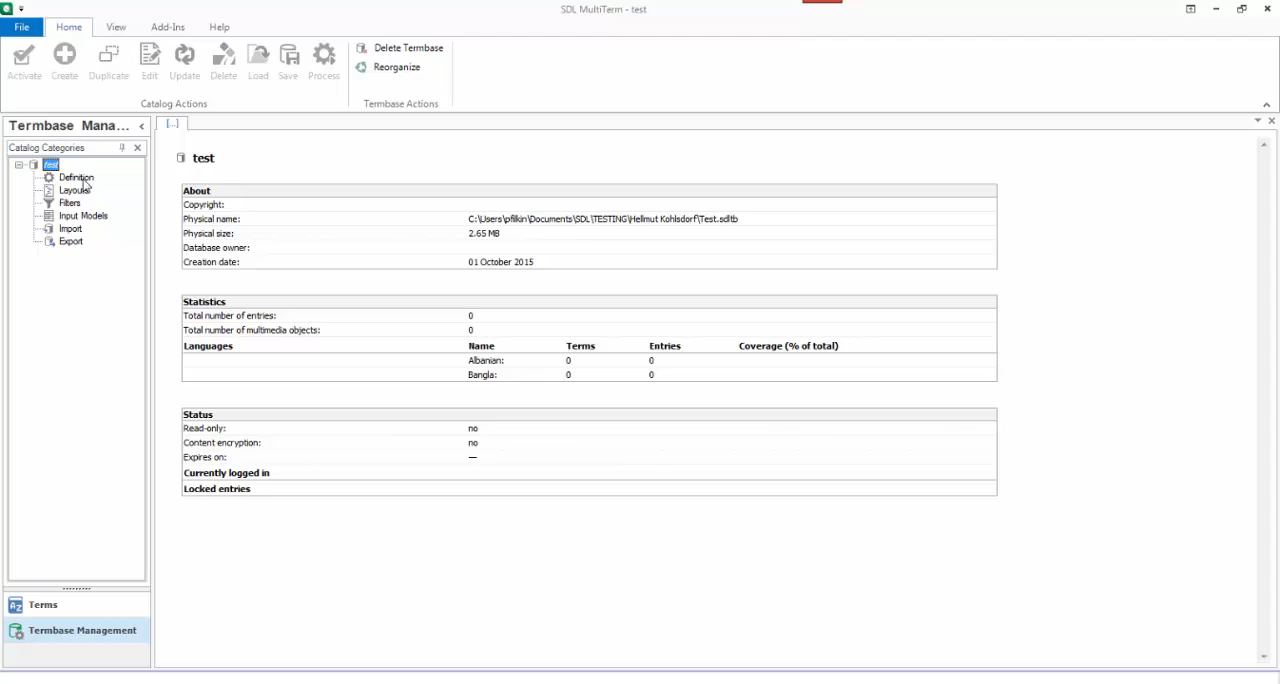 SDL MultiTerm - test
File Home View Add-Ins Help
Activate Create Duplicate Edit Update Delete Load Save Process
Delete Termbase
Reorganize
Catalog Actions Termbase Actions
Termbase Mana...
[...]
Catalog Categories
test
Definition
Layouts
Filters
Input Models
Import
Export
Terms
Termbase Management
test
About
Copyright:
Physical name: C:\Users\pfilkin\Documents\SDL\TESTING\Hellmut Kohlsdorf\Test.sdltb
Physical size: 2.65 MB
Database owner:
Creation date: 01 October 2015
Statistics
Total number of entries: 0
Total number of multimedia objects: 0
Languages Name Terms Entries Coverage (% of total)
Albanian: 0 0
Bangla: 0 0
Status
Read-only: no
Content encryption: no
Expires on: —
Currently logged in
Locked entries